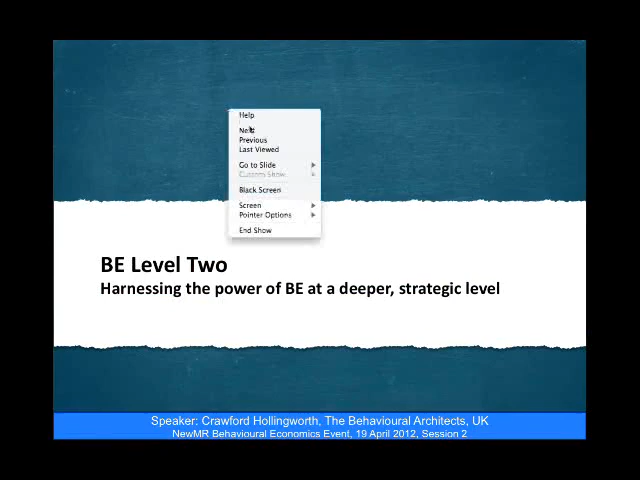 Help
Next
Previous
Last Viewed
Go to Slide
Custom Show
Black Screen
Screen
Pointer Options
End Show
BE Level Two
Harnessing the power of BE at a deeper, strategic level
Speaker: Crawford Hollingworth, The Behavioural Architects, UK
NewMR Behavioural Economics Event, 19 April 2012, Session 2